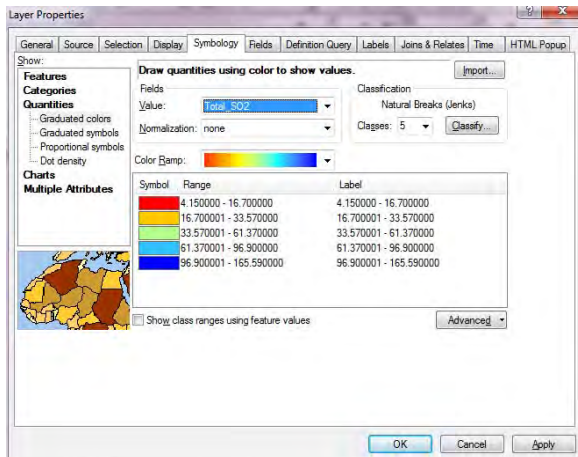 Layer Properties
General Source Selection Display Symbology Fields Definition Query Labels Joins & Relates Time HTML Popup
Show:
Features
Categories
Quantities
Graduated colors
Graduated symbols
Proportional symbols
Dot density
Charts
Multiple Attributes
Draw quantities using color to show values.
Import...
Fields
Value: Total_SO2
Normalization: none
Classification
Natural Breaks (Jenks)
Classes: 5 Classify...
Color Ramp:
Symbol Range Label
4.150000 - 16.700000 4.150000 - 16.700000
16.700001 - 33.570000 16.700001 - 33.570000
33.570001 - 61.370000 33.570001 - 61.370000
61.370001 - 96.900000 61.370001 - 96.900000
96.900001 - 165.590000 96.900001 - 165.590000
Show class ranges using feature values
Advanced
OK Cancel Apply